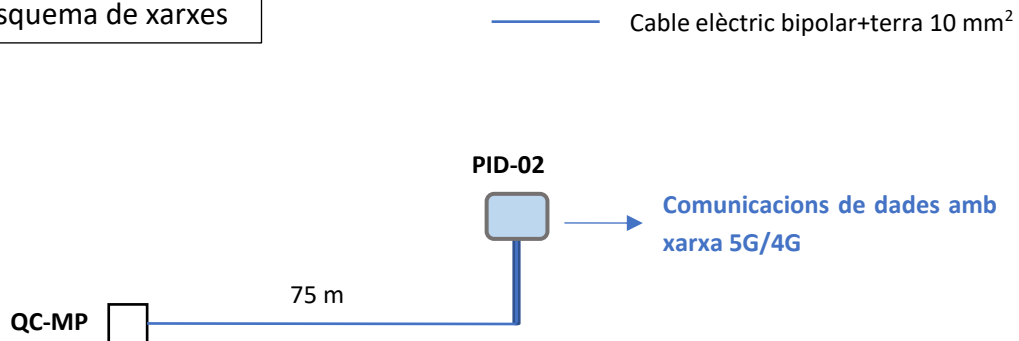 squema de xarxes
Cable elèctric bipolar+terra 10 mm²
PID-02
Comunicacions de dades amb
xarxa 5G/4G
75 m
QC-MP